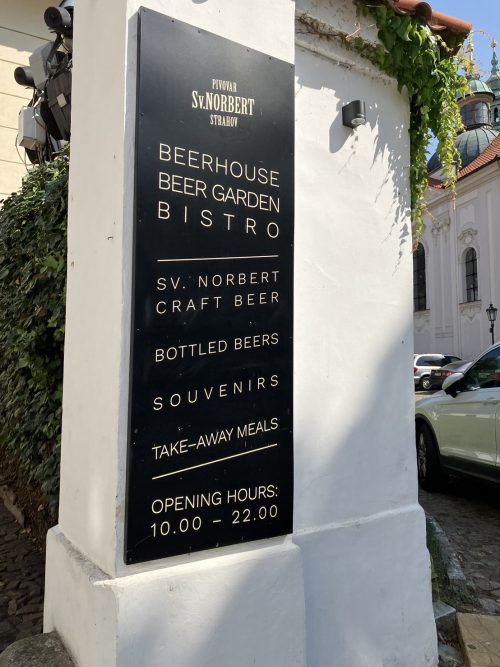 PIVOVAR
Sv.NORBERT
STRAHOV
BEERHOUSE
BEER GARDEN
BISTRO
SV. NORBERT
CRAFT BEER
BOTTLED BEERS
SOUVENIRS
TAKE–AWAY MEALS
OPENING HOURS:
10.00 – 22.00